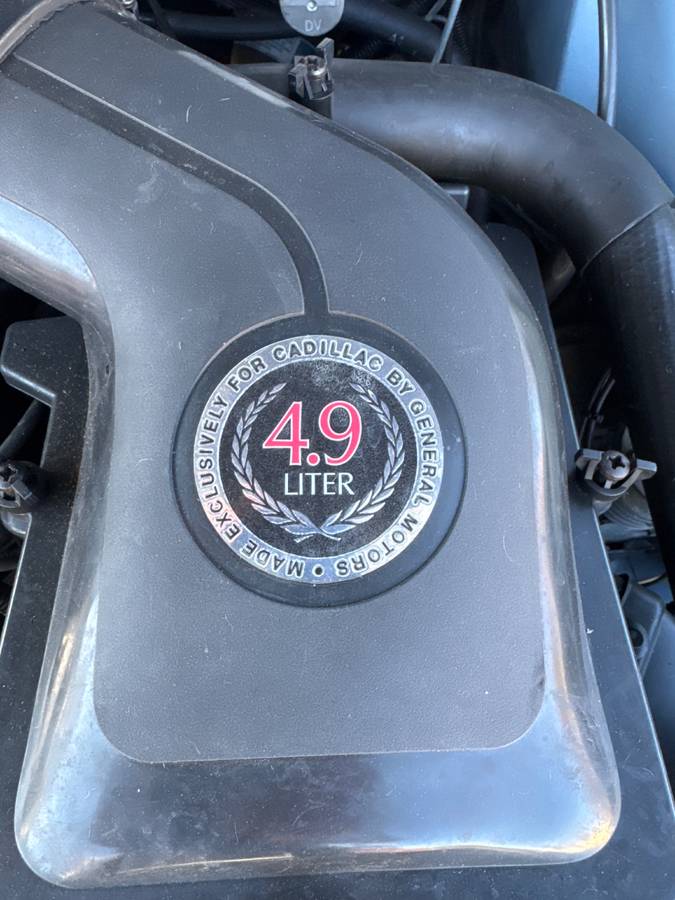 DV
MADE EXCLUSIVELY FOR CADILLAC BY GENERAL MOTORS •
4.9
LITER